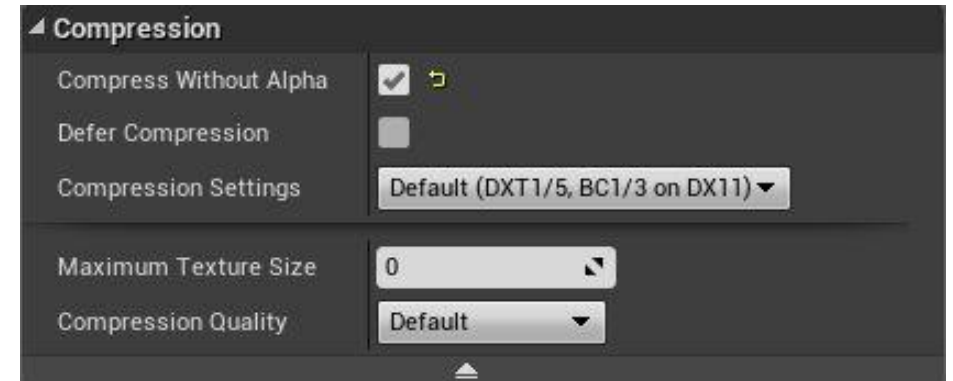 Compression
Compress Without Alpha
Defer Compression
Compression Settings Default (DXT1/5, BC1/3 on DX11)
Maximum Texture Size 0
Compression Quality Default